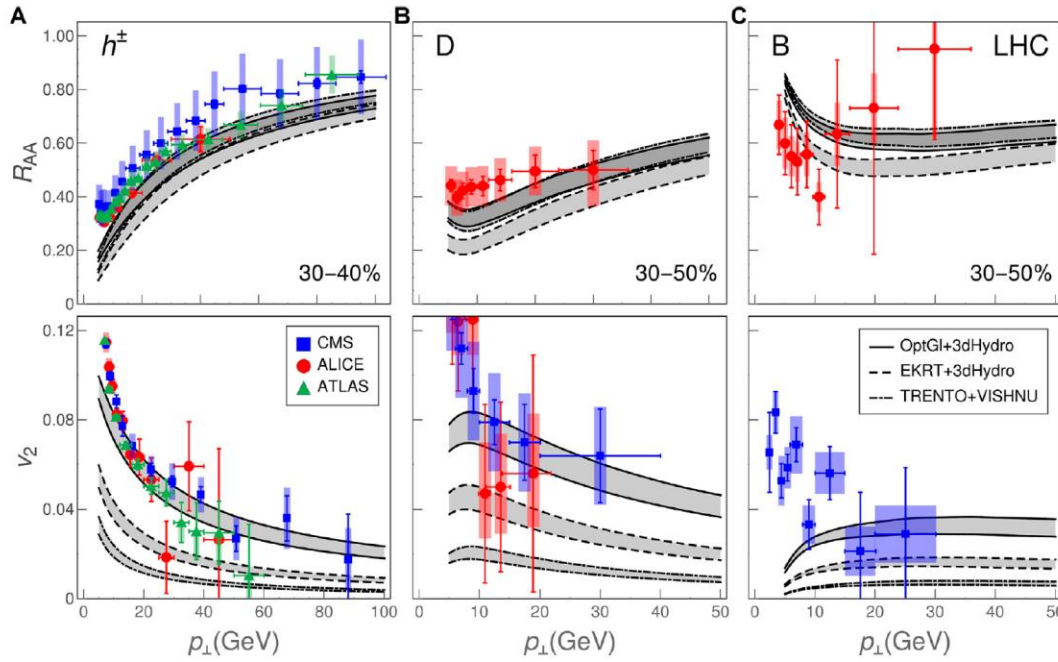 A
B
C
h±
D
B
LHC
R_AA
1.00
0.80
0.60
0.40
0.20
0
30–40%
30–50%
30–50%
v₂
0.12
0.08
0.04
0
CMS
ALICE
ATLAS
OptGl+3dHydro
EKRT+3dHydro
TRENTO+VISHNU
0 20 40 60 80 100
0 10 20 30 40 50
0 10 20 30 40 50
p⊥(GeV)
p⊥(GeV)
p⊥(GeV)